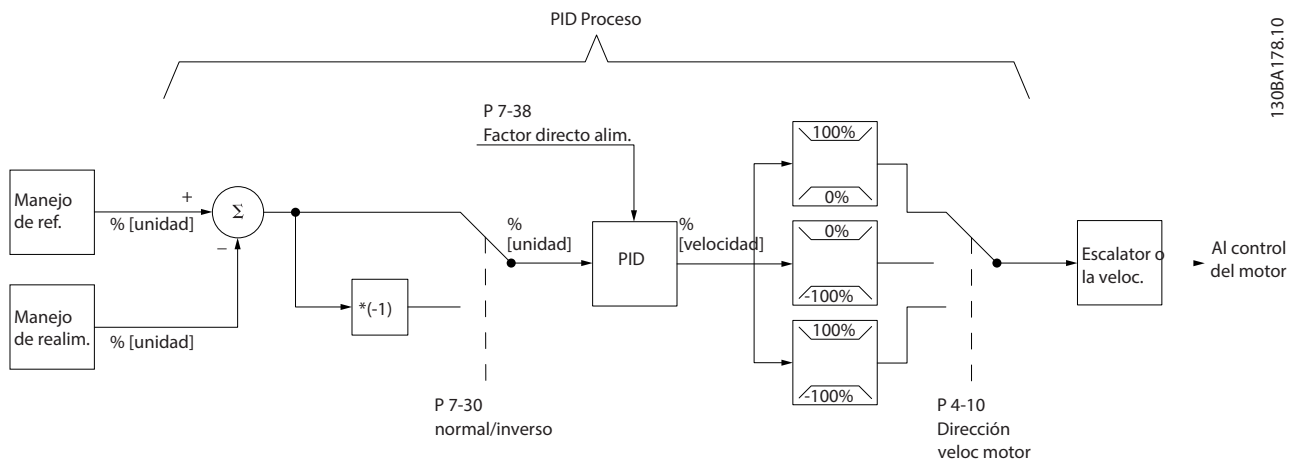 PID Proceso
130BA178.10
P 7-38
Factor directo alim.
100%
0%
Manejo
de ref.
+
% [unidad]
Σ
–
%
[unidad]
PID
%
[velocidad]
0%
-100%
Escalator o
la veloc.
Al control
del motor
*(-1)
Manejo
de realim.
% [unidad]
100%
-100%
P 7-30
normal/inverso
P 4-10
Dirección
veloc motor